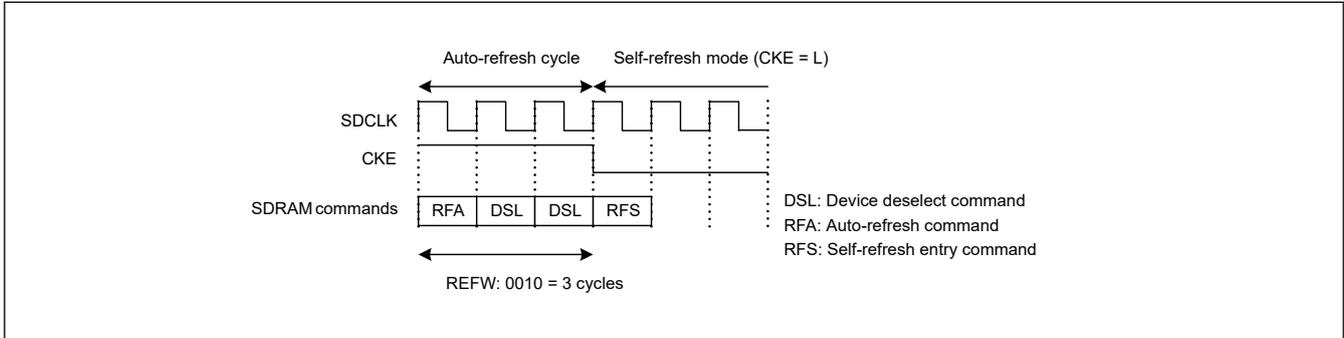 Auto-refresh cycle Self-refresh mode (CKE = L)
SDCLK
CKE
SDRAM commands RFA DSL DSL RFS
DSL: Device deselect command
RFA: Auto-refresh command
RFS: Self-refresh entry command
REFW: 0010 = 3 cycles